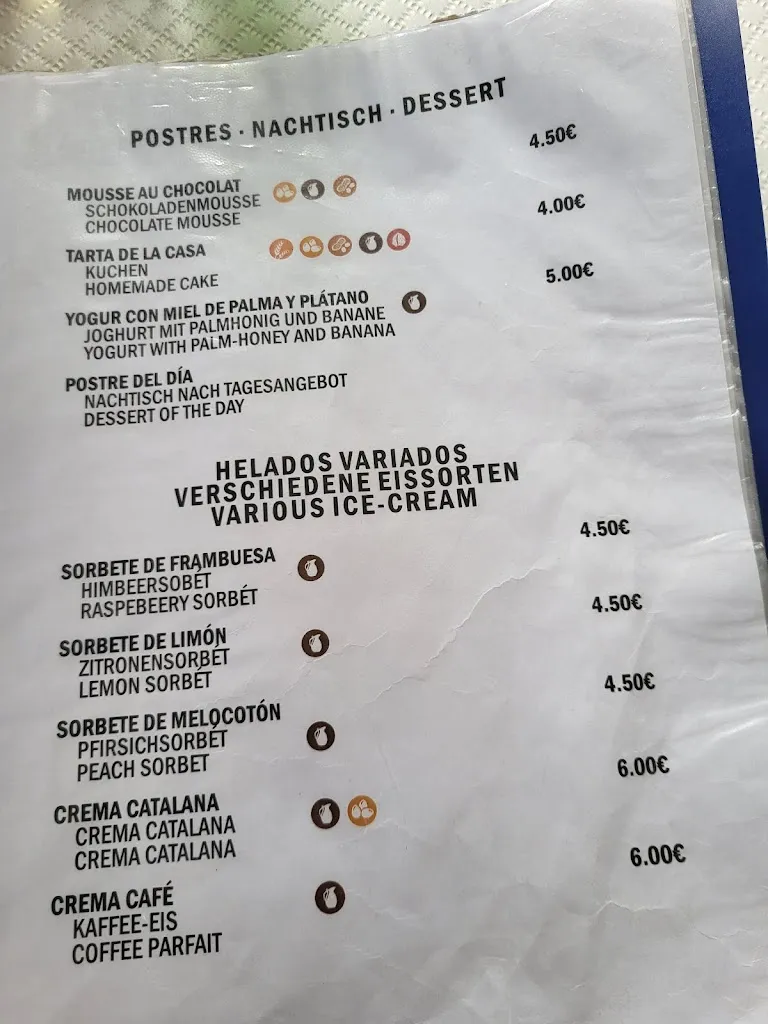 POSTRES · NACHTISCH · DESSERT
MOUSSE AU CHOCOLAT 4.50€
SCHOKOLADENMOUSSE
CHOCOLATE MOUSSE
TARTA DE LA CASA 4.00€
KUCHEN
HOMEMADE CAKE
YOGUR CON MIEL DE PALMA Y PLÁTANO 5.00€
JOGHURT MIT PALMHONIG UND BANANE
YOGURT WITH PALM-HONEY AND BANANA
POSTRE DEL DÍA
NACHTISCH NACH TAGESANGEBOT
DESSERT OF THE DAY
HELADOS VARIADOS
VERSCHIEDENE EISSORTEN
VARIOUS ICE-CREAM
SORBETE DE FRAMBUESA 4.50€
HIMBEERSOBÉT
RASPEBEERY SORBÉT
SORBETE DE LIMÓN 4.50€
ZITRONENSORBÉT
LEMON SORBÉT
SORBETE DE MELOCOTÓN 4.50€
PFIRSICHSORBÉT
PEACH SORBET
CREMA CATALANA 6.00€
CREMA CATALANA
CREMA CATALANA
CREMA CAFÉ 6.00€
KAFFEE-EIS
COFFEE PARFAIT